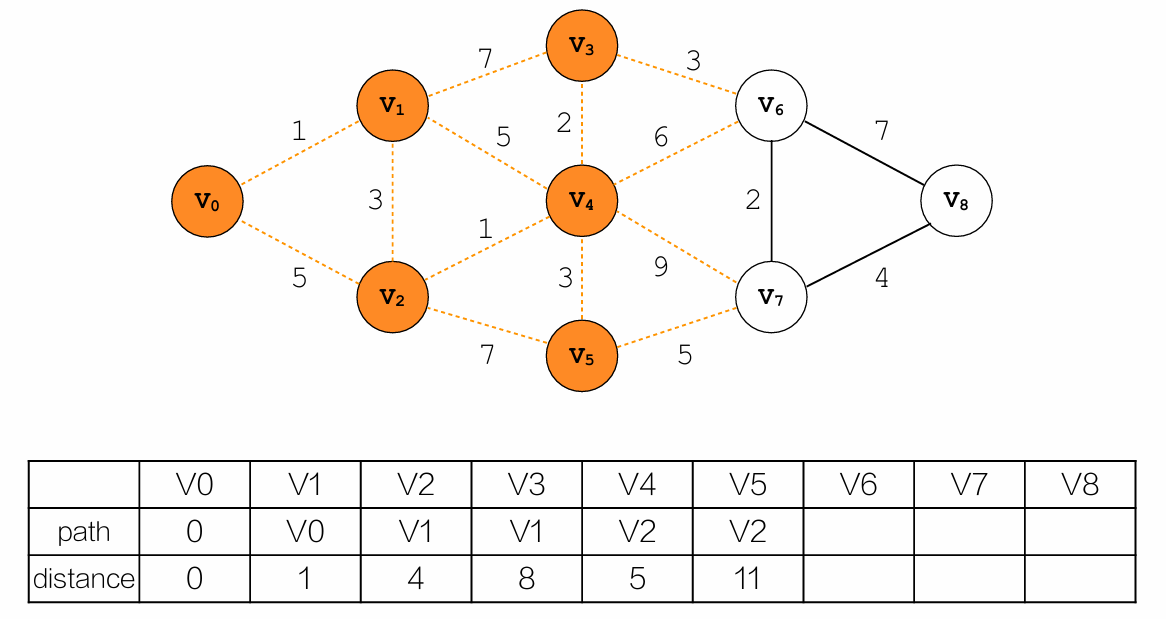 v₃
7
3
v₁
v₆
1
5
2
6
7
v₀
3
v₄
2
v₈
1
5
3
9
4
v₂
v₇
7
v₅
5
V0 V1 V2 V3 V4 V5 V6 V7 V8
path 0 V0 V1 V1 V2 V2
distance 0 1 4 8 5 11